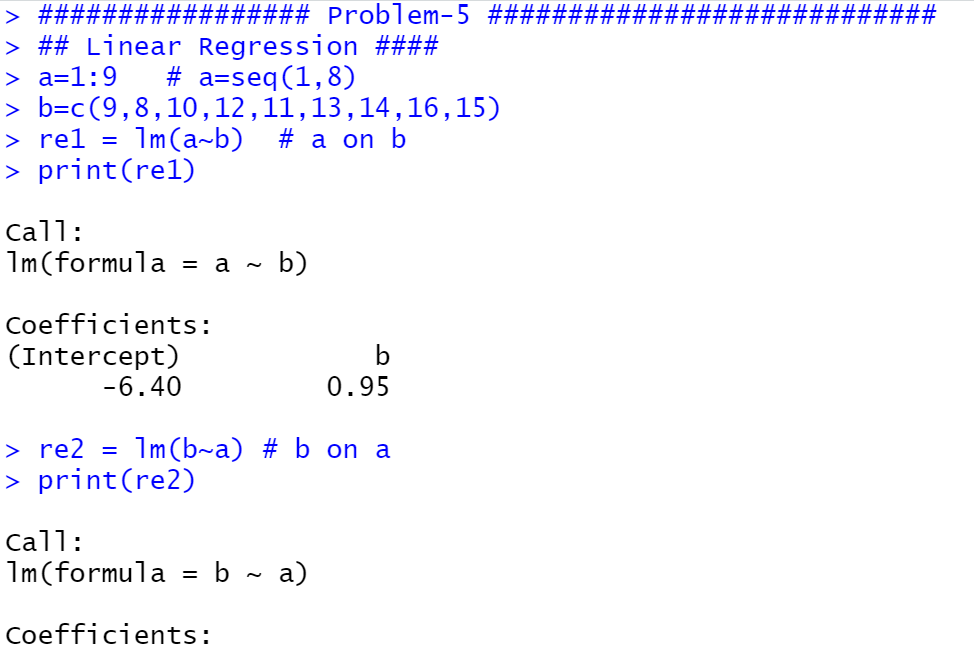 > ################# Problem-5 ############################
> ## Linear Regression ####
> a=1:9   # a=seq(1,8)
> b=c(9,8,10,12,11,13,14,16,15)
> re1 = lm(a~b)  # a on b
> print(re1)
Call:
lm(formula = a ~ b)
Coefficients:
(Intercept)            b
      -6.40         0.95
> re2 = lm(b~a) # b on a
> print(re2)
Call:
lm(formula = b ~ a)
Coefficients: